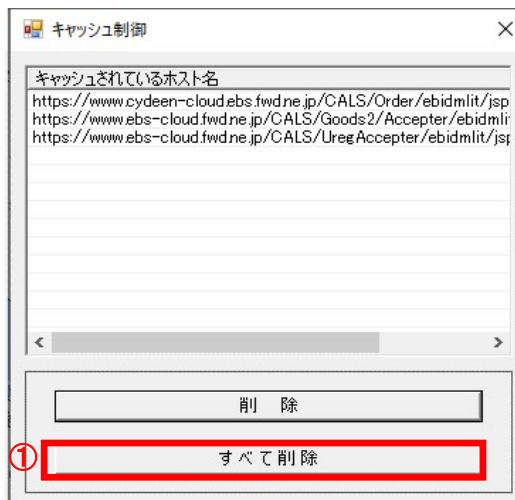 キャッシュ制御
キャッシュされているホスト名
https://www.cydeen-cloud.ebs.fwd.ne.jp/CALS/Order/ebidmlit/jsp
https://www.ebs-cloud.fwd.ne.jp/CALS/Goods2/Accepter/ebidmli
https://www.ebs-cloud.fwd.ne.jp/CALS/UregAccepter/ebidmlit/jsp
削 除
① すべて削除